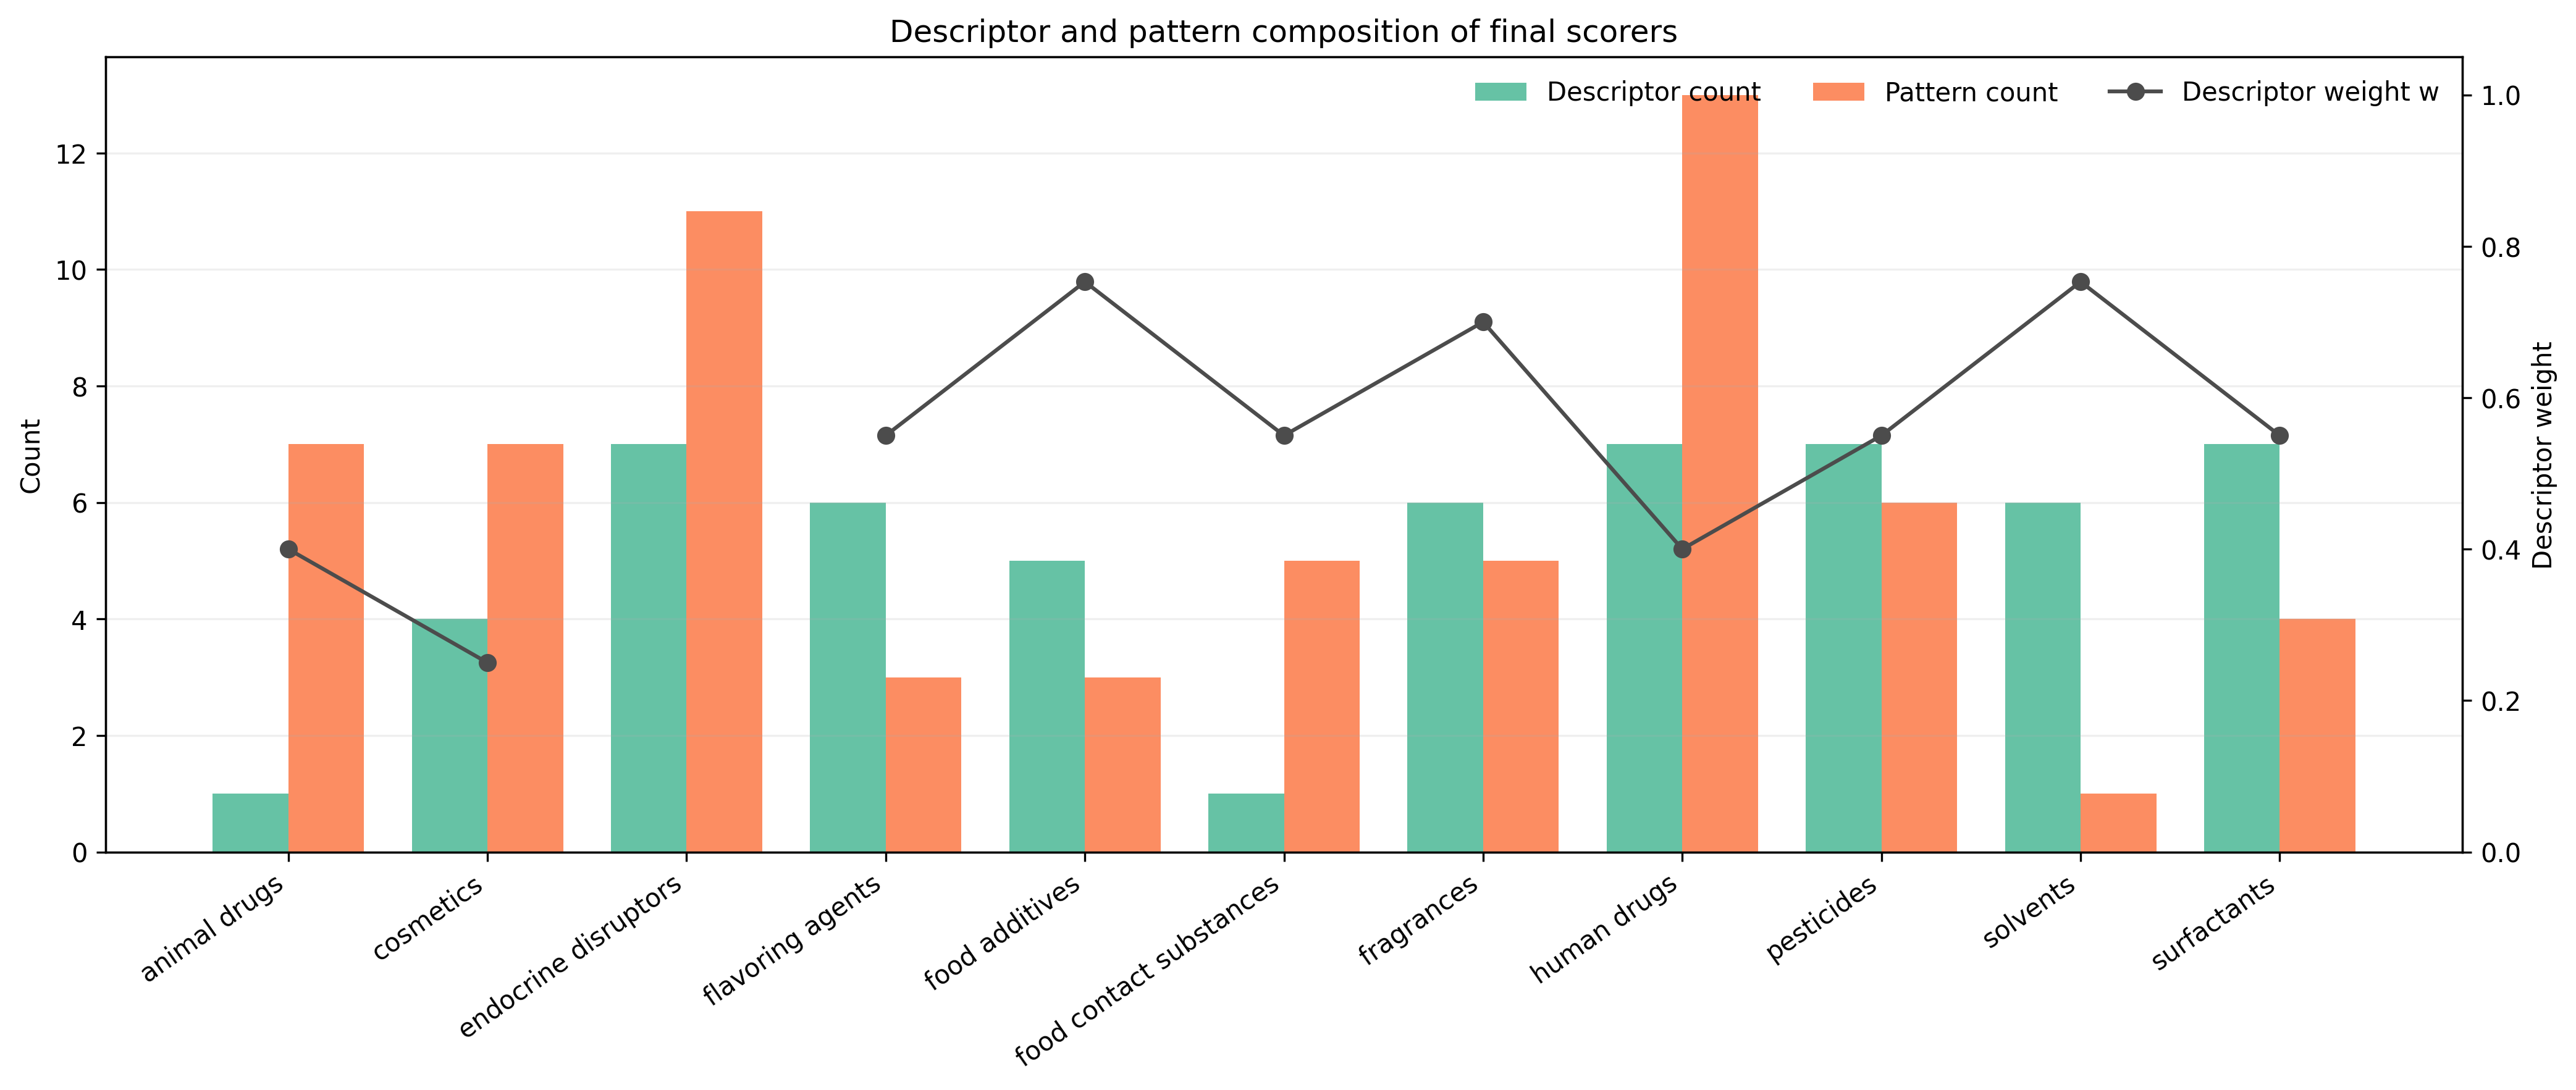 Descriptor and pattern composition of final scorers
Descriptor count
Pattern count
Descriptor weight w
Count
12
10
8
6
4
2
0
1.0
0.8
0.6
0.4
0.2
0.0
Descriptor weight
animal drugs
cosmetics
endocrine disruptors
flavoring agents
food additives
food contact substances
fragrances
human drugs
pesticides
solvents
surfactants